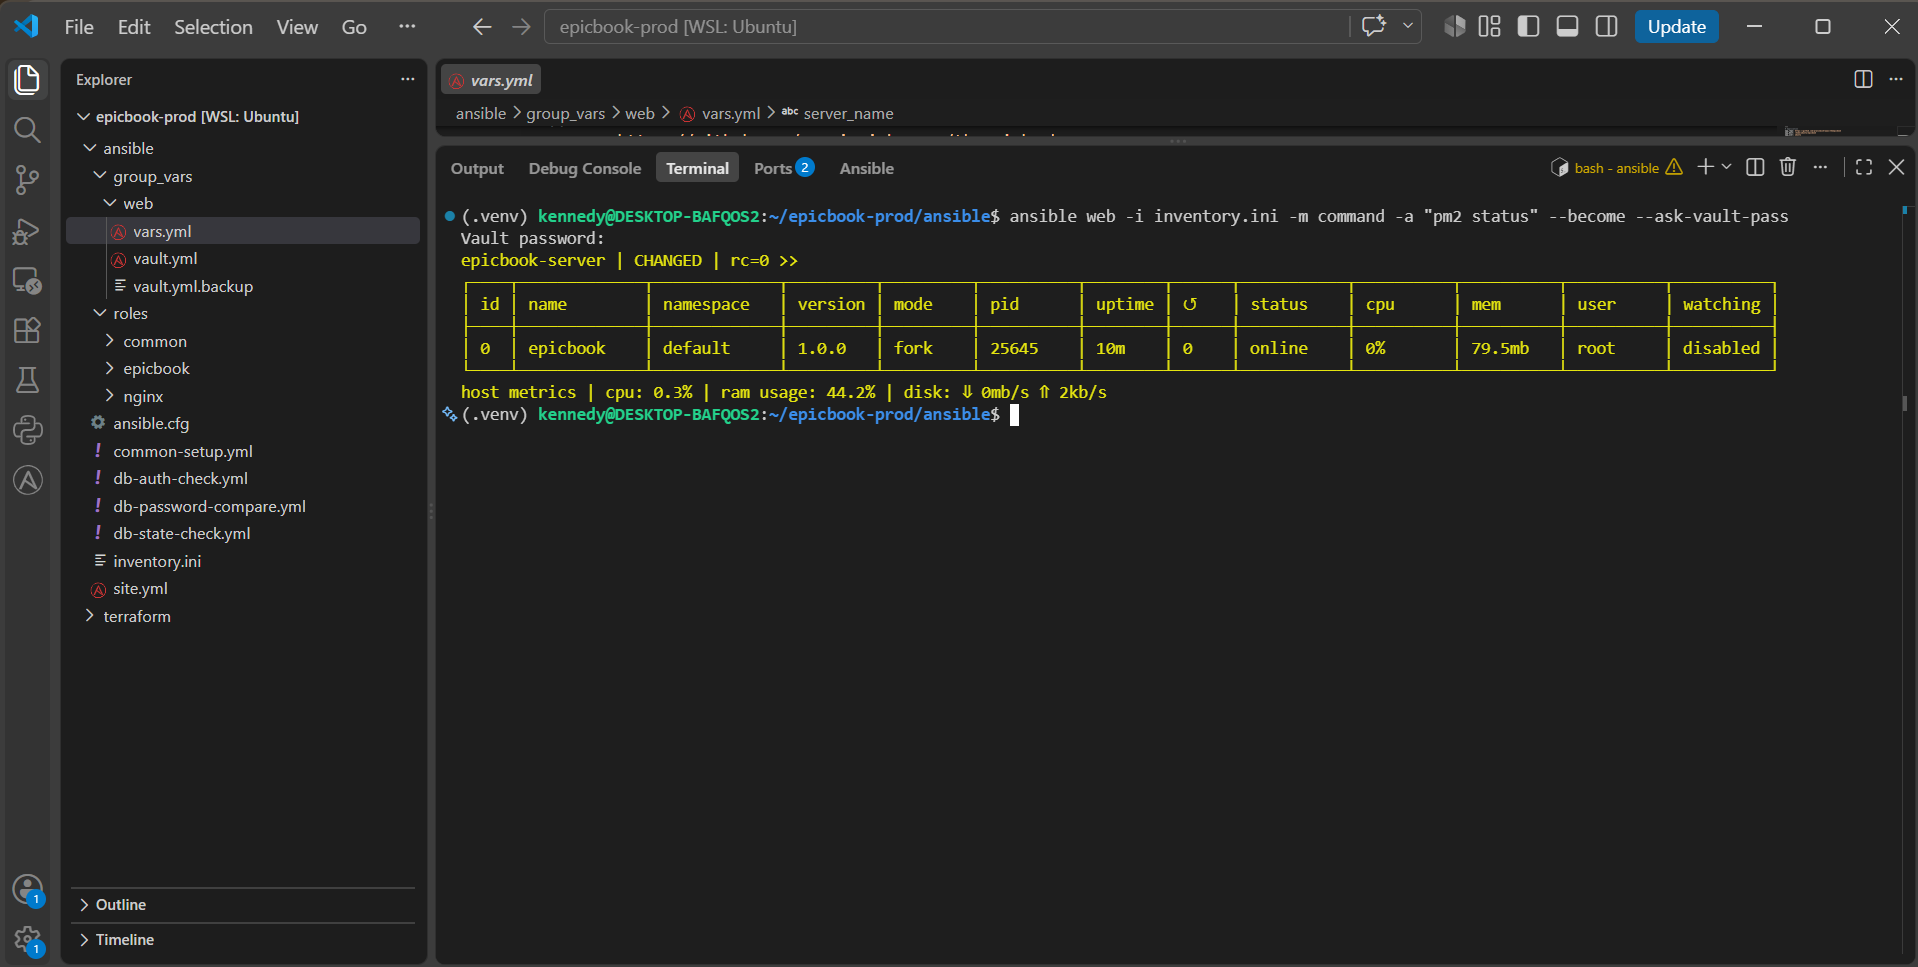 File Edit Selection View Go ··· epicbook-prod [WSL: Ubuntu] Update
Explorer ···
epicbook-prod [WSL: Ubuntu]
ansible
group_vars
web
vars.yml
vault.yml
vault.yml.backup
roles
common
epicbook
nginx
ansible.cfg
! common-setup.yml
! db-auth-check.yml
! db-password-compare.yml
! db-state-check.yml
inventory.ini
site.yml
terraform
Outline
Timeline
1
1
vars.yml
ansible > group_vars > web > vars.yml > abc server_name
Output Debug Console Terminal Ports 2 Ansible bash - ansible
(.venv) kennedy@DESKTOP-BAFQOS2:~/epicbook-prod/ansible$ ansible web -i inventory.ini -m command -a "pm2 status" --become --ask-vault-pass
Vault password:
epicbook-server | CHANGED | rc=0 >>
│ id │ name │ namespace │ version │ mode │ pid │ uptime │ ↺ │ status │ cpu │ mem │ user │ watching │
│ 0 │ epicbook │ default │ 1.0.0 │ fork │ 25645 │ 10m │ 0 │ online │ 0% │ 79.5mb │ root │ disabled │
host metrics | cpu: 0.3% | ram usage: 44.2% | disk: ⇓ 0mb/s ⇑ 2kb/s
(.venv) kennedy@DESKTOP-BAFQOS2:~/epicbook-prod/ansible$